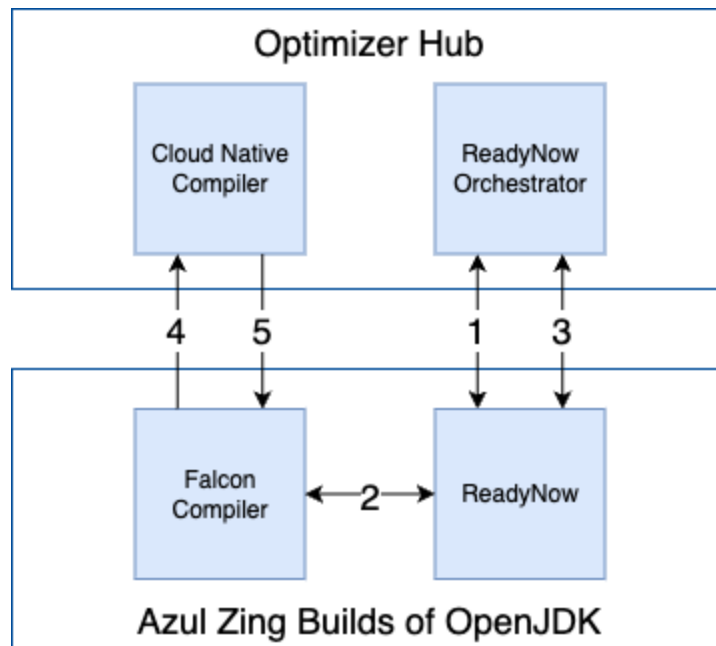 Optimizer Hub
Cloud Native
Compiler
ReadyNow
Orchestrator
4
5
1
3
Falcon
Compiler
2
ReadyNow
Azul Zing Builds of OpenJDK